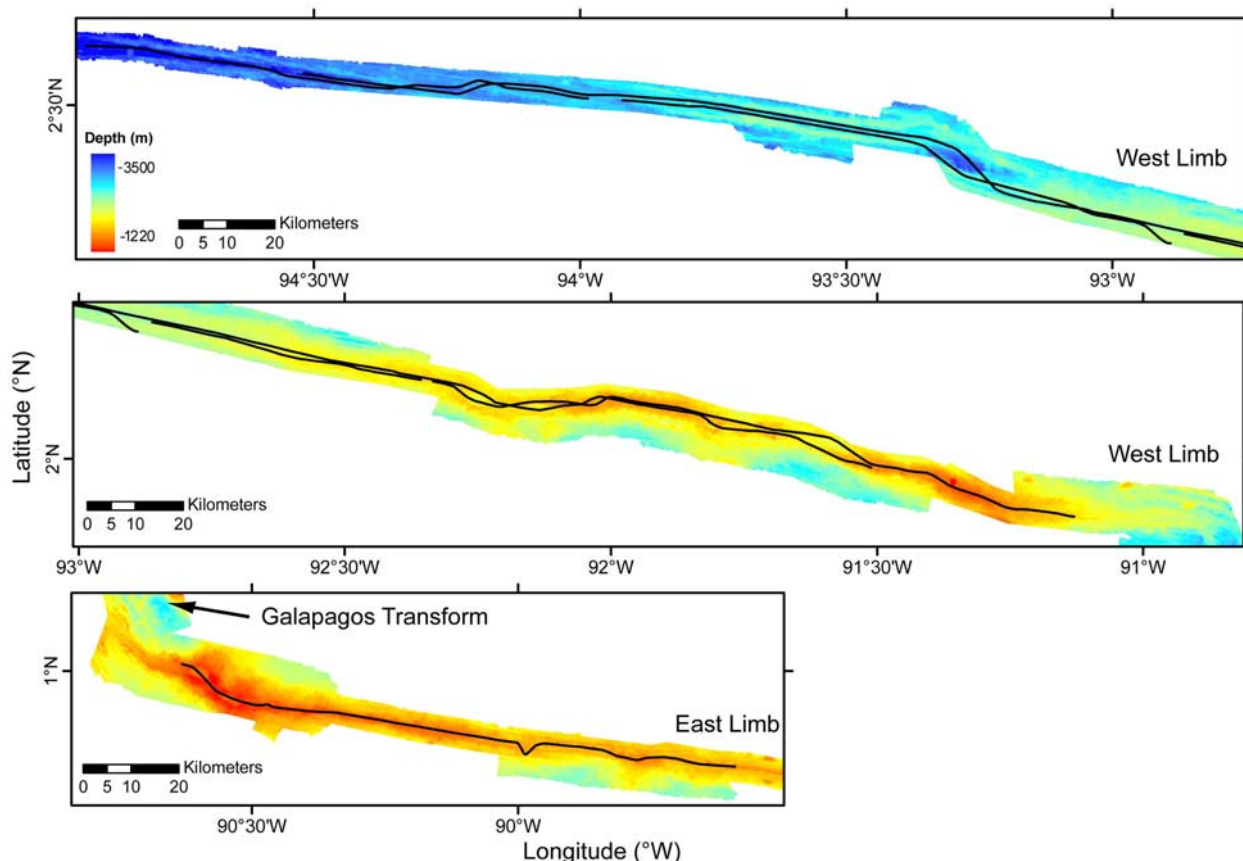 2°30'N
Depth (m)
-3500
-1220
Kilometers
0 5 10 20
West Limb
94°30'W 94°W 93°30'W 93°W
Latitude (°N)
2°N
West Limb
Kilometers
0 5 10 20
93°W 92°30'W 92°W 91°30'W 91°W
Galapagos Transform
1°N
East Limb
Kilometers
0 5 10 20
90°30'W 90°W
Longitude (°W)